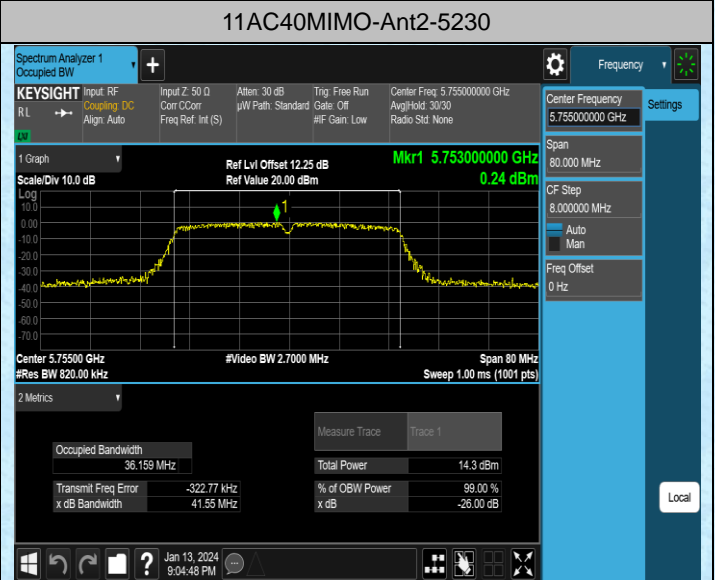 11AC40MIMO-Ant2-5230
Spectrum Analyzer 1
Occupied BW
Frequency
KEYSIGHT
RL
LXI
Input: RF
Coupling: DC
Align: Auto
Input Z: 50 Ω
Corr CCorr
Freq Ref: Int (S)
Atten: 30 dB
µW Path: Standard
Trig: Free Run
Gate: Off
#IF Gain: Low
Center Freq: 5.755000000 GHz
Avg|Hold: 30/30
Radio Std: None
Center Frequency
5.755000000 GHz
Settings
Span
80.000 MHz
CF Step
8.000000 MHz
Auto
Man
Freq Offset
0 Hz
1 Graph
Scale/Div 10.0 dB
Ref Lvl Offset 12.25 dB
Ref Value 20.00 dBm
Mkr1 5.753000000 GHz
0.24 dBm
Log
10.0
0.00
-10.0
-20.0
-30.0
-40.0
-50.0
-60.0
-70.0
1
Center 5.75500 GHz
#Video BW 2.7000 MHz
Span 80 MHz
#Res BW 820.00 kHz
Sweep 1.00 ms (1001 pts)
2 Metrics
Measure Trace
Trace 1
Occupied Bandwidth
36.159 MHz
Total Power
14.3 dBm
Transmit Freq Error
-322.77 kHz
% of OBW Power
99.00 %
x dB Bandwidth
41.55 MHz
x dB
-26.00 dB
Local
?
Jan 13, 2024
9:04:48 PM